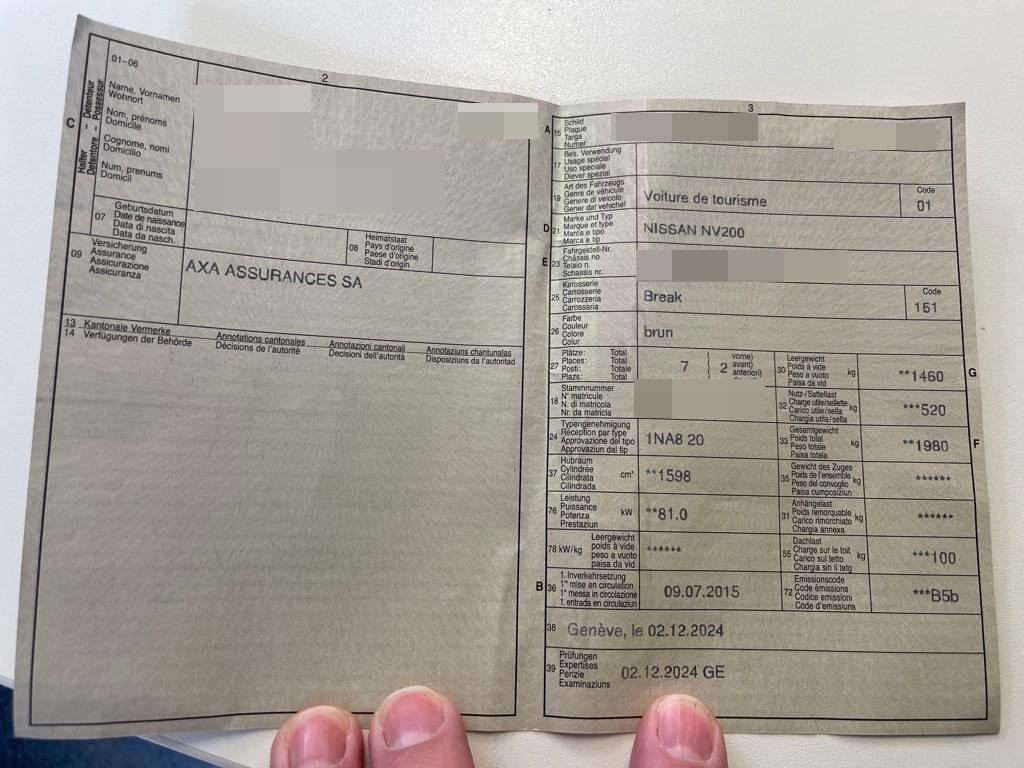 2
01-06
C
Halter - Détenteur
Detentore - Possessur
Name, Vornamen
Wohnort
Nom, prénoms
Domicile
Cognome, nomi
Domicilio
Num, prenums
Domicil
07
Geburtsdatum
Date de naissance
Data di nascita
Data da nasch.
08
Heimatstaat
Pays d'origine
Paese d'origine
Stadi d'origin
09
Versicherung
Assurance
Assicurazione
Assicuranza
AXA ASSURANCES SA
13 Kantonale Vermerke Annotations cantonales Annotazioni cantonali Annotaziuns chantunalas
14 Verfügungen der Behörde Décisions de l'autorité Decisioni dell'autorità Disposiziuns da l'autoritad
3
A 15
Schild
Plaque
Targa
Numer
17
Bes. Verwendung
Usage spécial
Uso speciale
Diever spezial
19
Art des Fahrzeugs
Genre de véhicule
Genere di veicolo
Gener dal vehichel
Voiture de tourisme
Code
01
D 21
Marke und Typ
Marque et type
Marca e tipo
Marca e tip
NISSAN NV200
E 23
Fahrgestell-Nr.
Châssis no
Telaio n.
Schassis nr.
25
Karosserie
Carrosserie
Carrozzeria
Carossaria
Break
Code
151
26
Farbe
Couleur
Colore
Colur
brun
27
Plätze: Total
Places: Total
Posti: Totale
Plazs: Total
7 2
vorne)
avant)
anteriori)
30
Leergewicht
Poids à vide
Peso a vuoto
Paisa da vid
kg
**1460
G
18
Stammnummer
N° matricule
N. di matricola
Nr. da matricla
32
Nutz-/Sattellast
Charge utile/sellette
Carico utile/sella
Chargia utila/sella
kg
***520
24
Typengenehmigung
Réception par type
Approvazione del tipo
Approvaziun dal tip
1NA8 20
33
Gesamtgewicht
Poids total
Peso totale
Paisa totala
kg
**1980
F
37
Hubraum
Cylindrée
Cilindrata
Cilindrada
cm³
**1598
35
Gewicht des Zuges
Poids de l'ensemble
Peso del convoglio
Paisa cumposiziun
kg
******
76
Leistung
Puissance
Potenza
Prestaziun
kW
**81.0
31
Anhängelast
Poids remorquable
Carico rimorchiato
Chargia annexa
kg
******
78 kW/kg
Leergewicht
poids à vide
peso a vuoto
paisa da vid
******
55
Dachlast
Charge sur le toit
Carico sul tetto
Chargia sin il tetg
kg
***100
B 36
1. Inverkehrsetzung
1re mise en circulation
1a messa in circolazione
1. entrada en circulaziun
09.07.2015
72
Emissionscode
Code émissions
Codice emissioni
Code d'emissiuns
***B5b
38
Genève, le 02.12.2024
39
Prüfungen
Expertises
Perizie
Examinaziuns
02.12.2024 GE